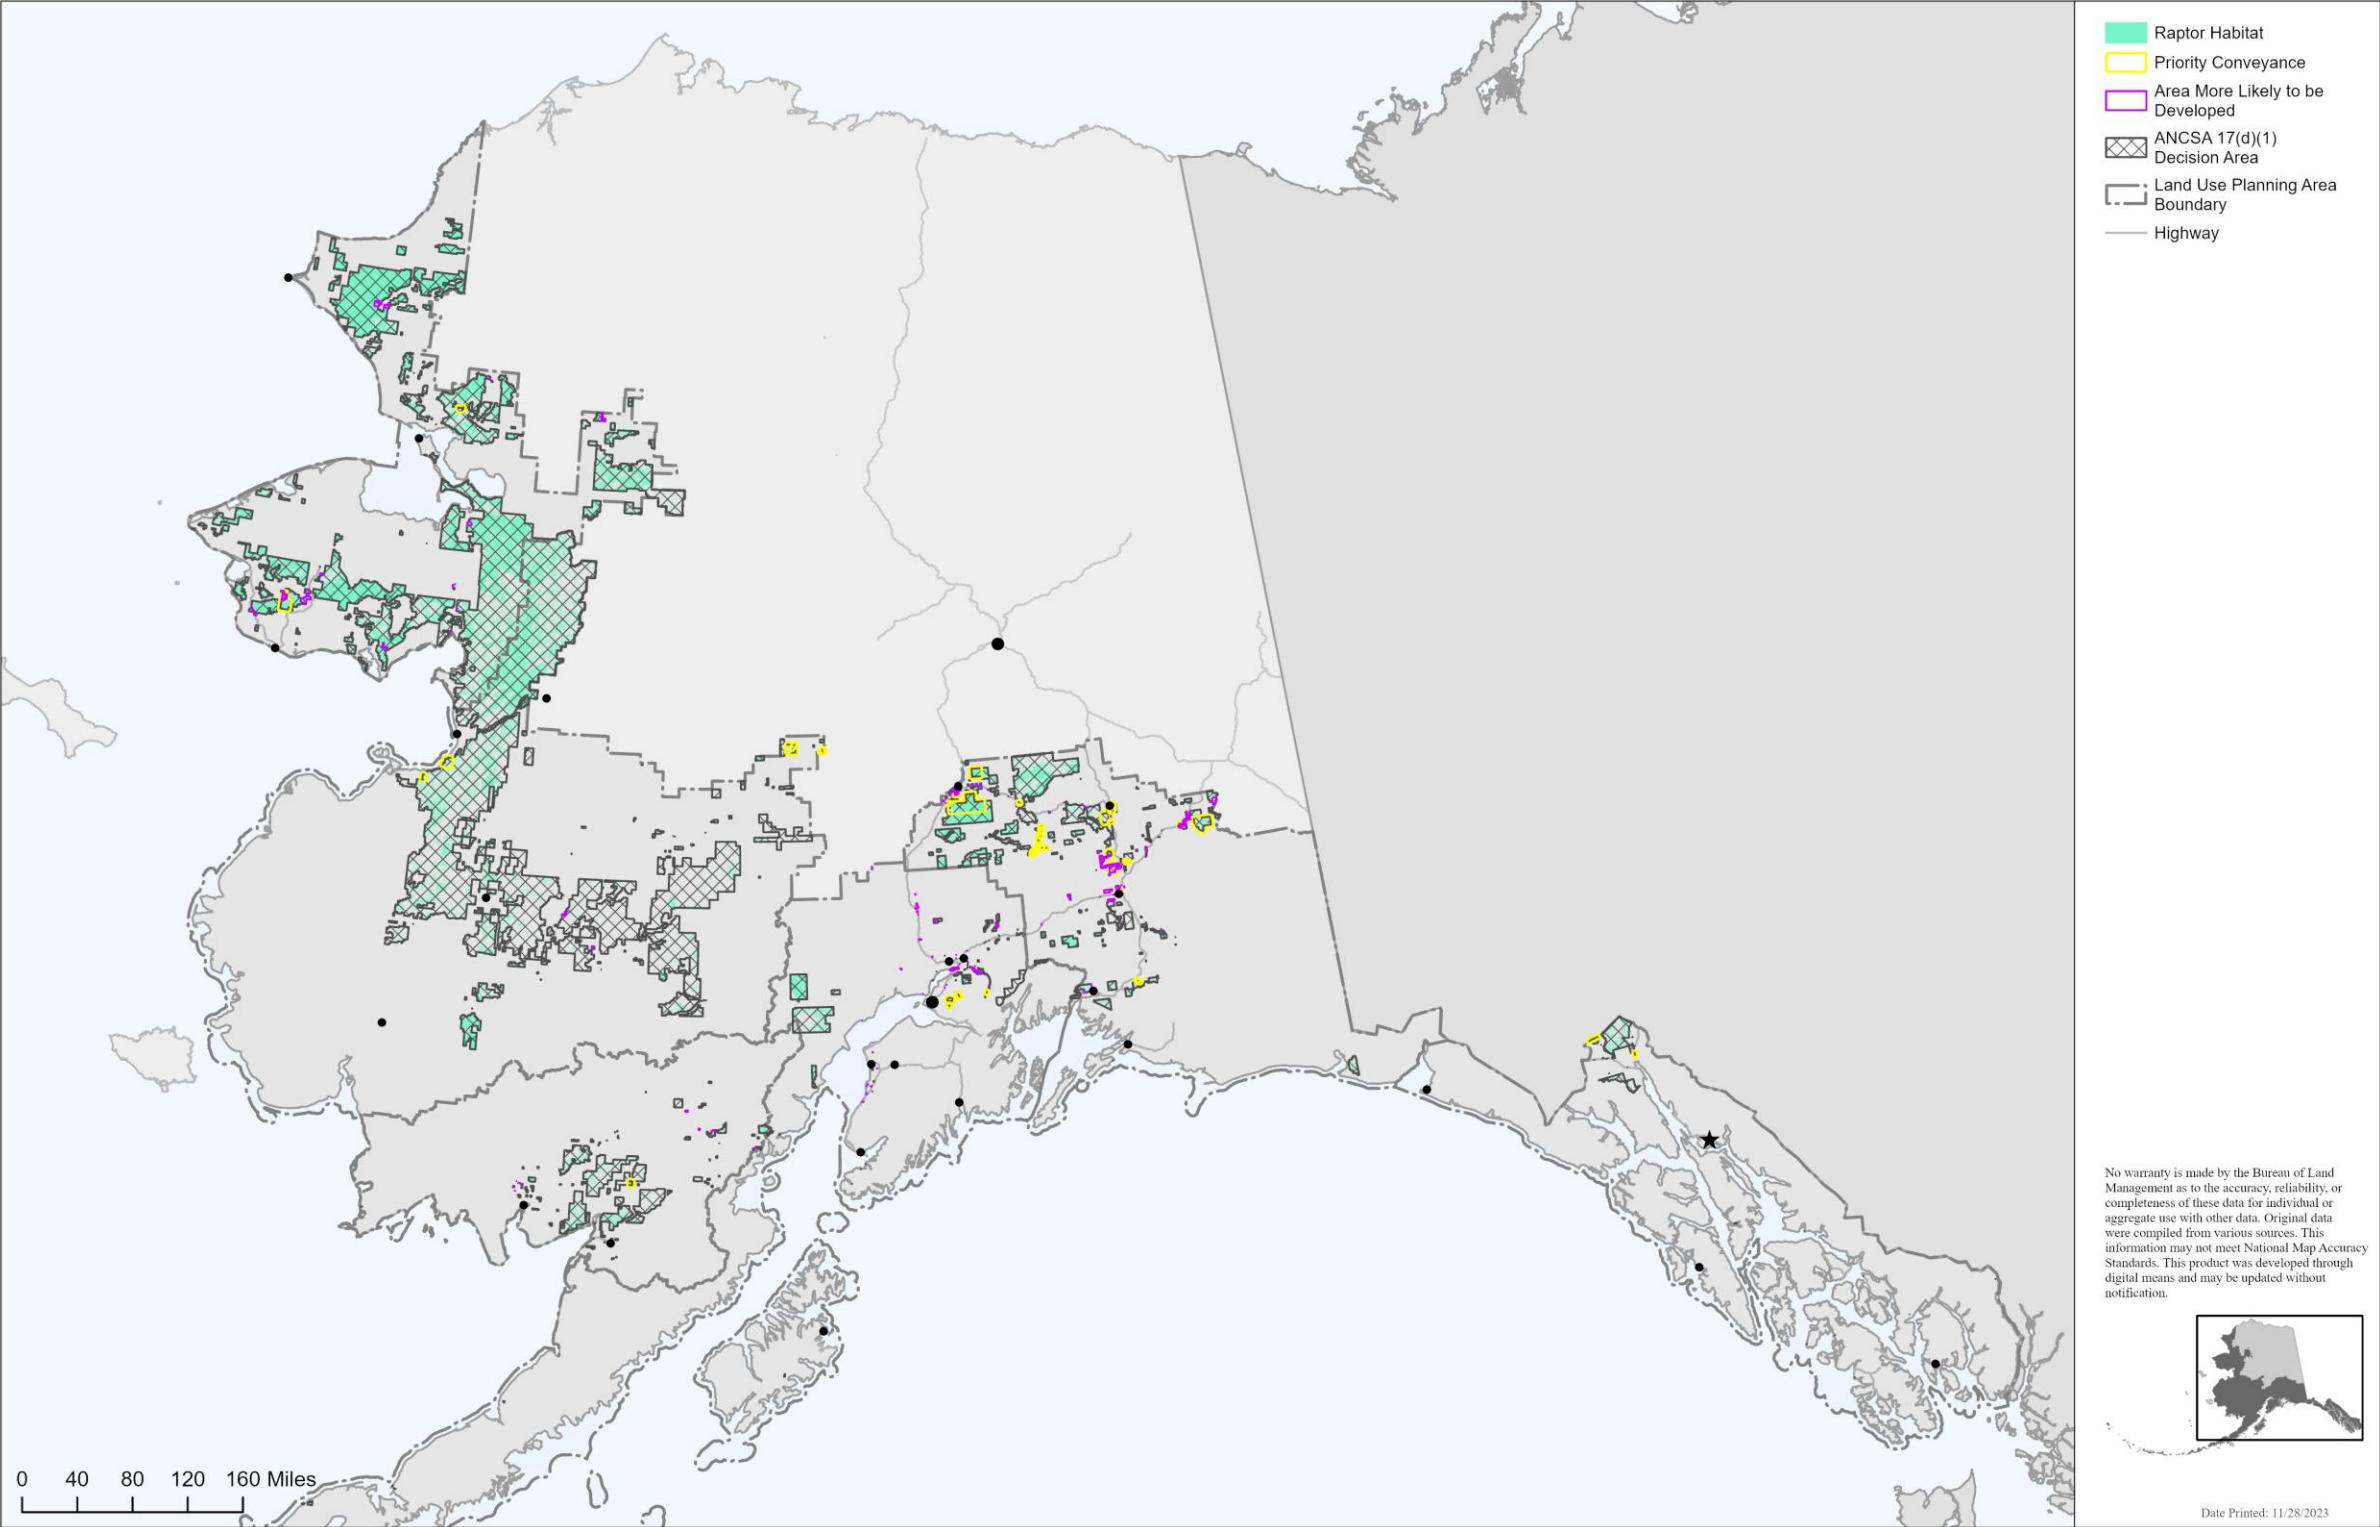 Raptor Habitat
Priority Conveyance
Area More Likely to be
Developed
ANCSA 17(d)(1)
Decision Area
Land Use Planning Area
Boundary
Highway
No warranty is made by the Bureau of Land
Management as to the accuracy, reliability, or
completeness of these data for individual or
aggregate use with other data. Original data
were compiled from various sources. This
information may not meet National Map Accuracy
Standards. This product was developed through
digital means and may be updated without
notification.
0 40 80 120 160 Miles
Date Printed: 11/28/2023